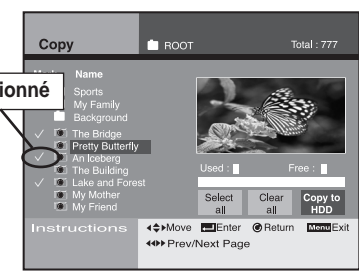 Copy
ROOT
Total : 777
Name
ionné
Sports
My Family
Background
The Bridge
Pretty Butterfly
An Iceberg
The Building
Lake and Forest
My Mother
My Friend
Used :
Free :
Select all
Clear all
Copy to HDD
Instructions
Move Enter Return Menu Exit
Prev/Next Page